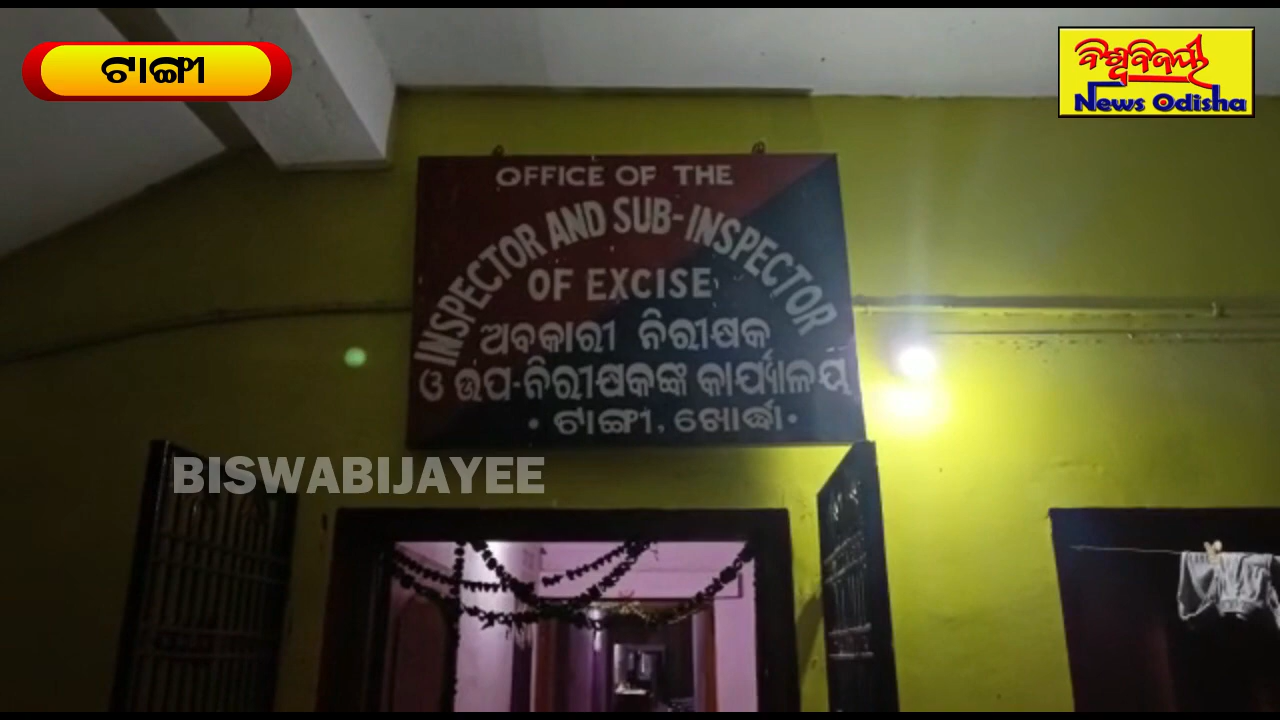 ଟାଙ୍ଗୀ
ବିଶ୍ୱବିଜୟୀ
News Odisha
OFFICE OF THE
INSPECTOR AND SUB-INSPECTOR
OF EXCISE
ଅବକାରୀ ନିରୀକ୍ଷକ
ଓ ଉପ-ନିରୀକ୍ଷକଙ୍କ କାର୍ଯ୍ୟାଳୟ
• ଟାଙ୍ଗୀ, ଖୋର୍ଦ୍ଧା •
BISWABIJAYEE